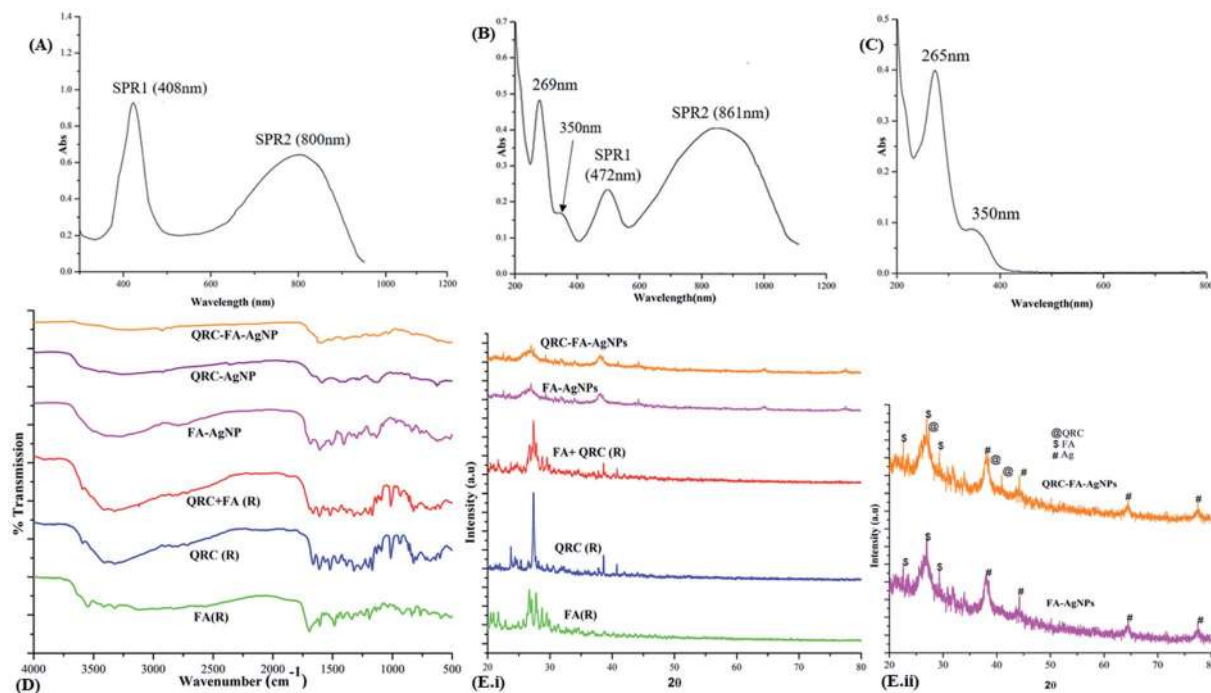 (A)
1.4
1.2
1.0
0.8
0.6
0.4
0.2
0.0
Abs
SPR1 (408nm)
SPR2 (800nm)
400 600 800 1000 1200
Wavelength (nm)
(B)
0.7
0.6
0.5
0.4
0.3
0.2
0.1
0.0
Abs
269nm
350nm
SPR1
(472nm)
SPR2 (861nm)
200 400 600 800 1000 1200
Wavelength(nm)
(C)
0.5
0.4
0.3
0.2
0.1
0.0
Abs
265nm
350nm
200 400 600 800
Wavelength(nm)
% Transmission
QRC-FA-AgNP
QRC-AgNP
FA-AgNP
QRC+FA (R)
QRC (R)
FA(R)
4000 3500 3000 2500 2000 1500 1000 500
Wavenumber (cm-1)
(D)
Intensity (a.u)
QRC-FA-AgNPs
FA-AgNPs
FA+ QRC (R)
QRC (R)
FA(R)
20 30 40 50 60 70 80
(E.i)
2θ
Intensity (a.u)
$ $ @ $ # @ @ # # #
@QRC
$ FA
# Ag
QRC-FA-AgNPs
$ $ $ # # # #
FA-AgNPs
20 30 40 50 60 70 80
(E.ii)
2θ